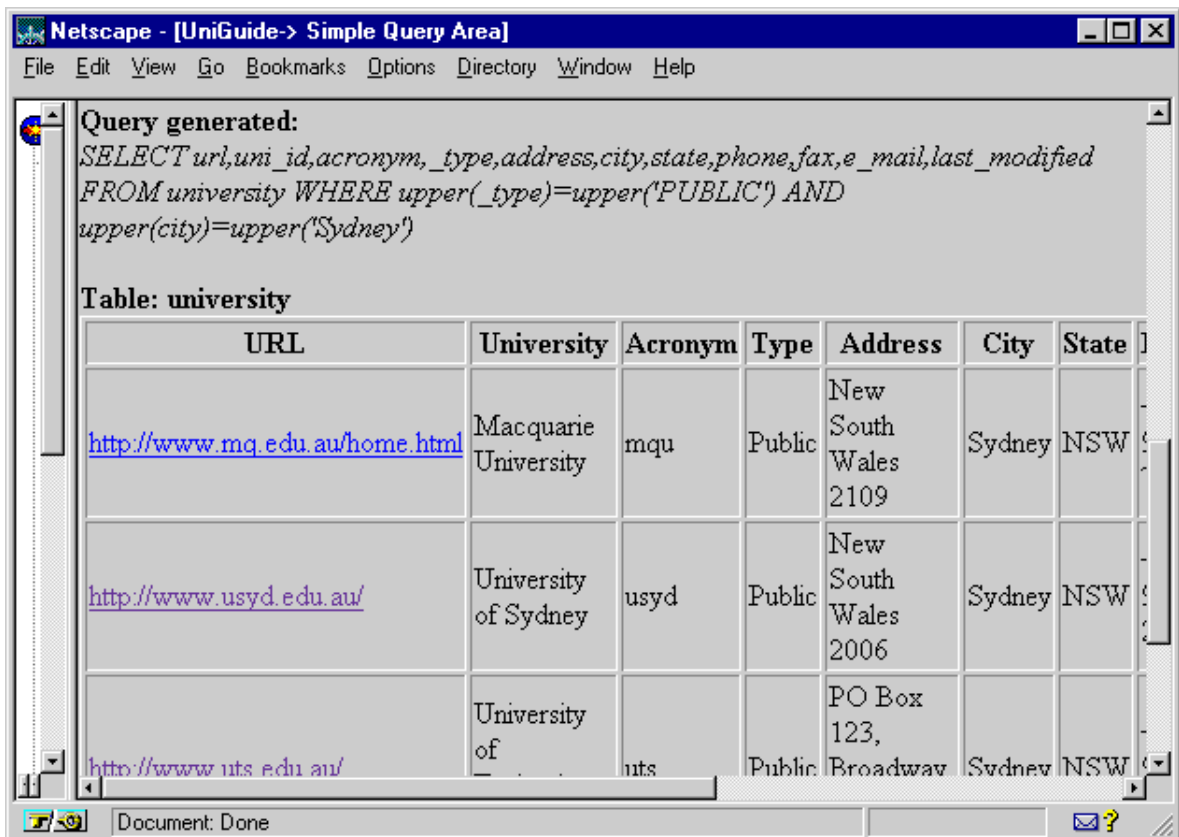 Netscape - [UniGuide-> Simple Query Area]
File Edit View Go Bookmarks Options Directory Window Help
Query generated:
SELECT url,uni_id,acronym,_type,address,city,state,phone,fax,e_mail,last_modified
FROM university WHERE upper(_type)=upper('PUBLIC') AND
upper(city)=upper('Sydney')
Table: university
URL University Acronym Type Address City State
http://www.mq.edu.au/home.html Macquarie University mqu Public New South Wales 2109 Sydney NSW
http://www.usyd.edu.au/ University of Sydney usyd Public New South Wales 2006 Sydney NSW
http://www.uts.edu.au/ University of uts Public PO Box 123, Broadway Sydney NSW
Document: Done